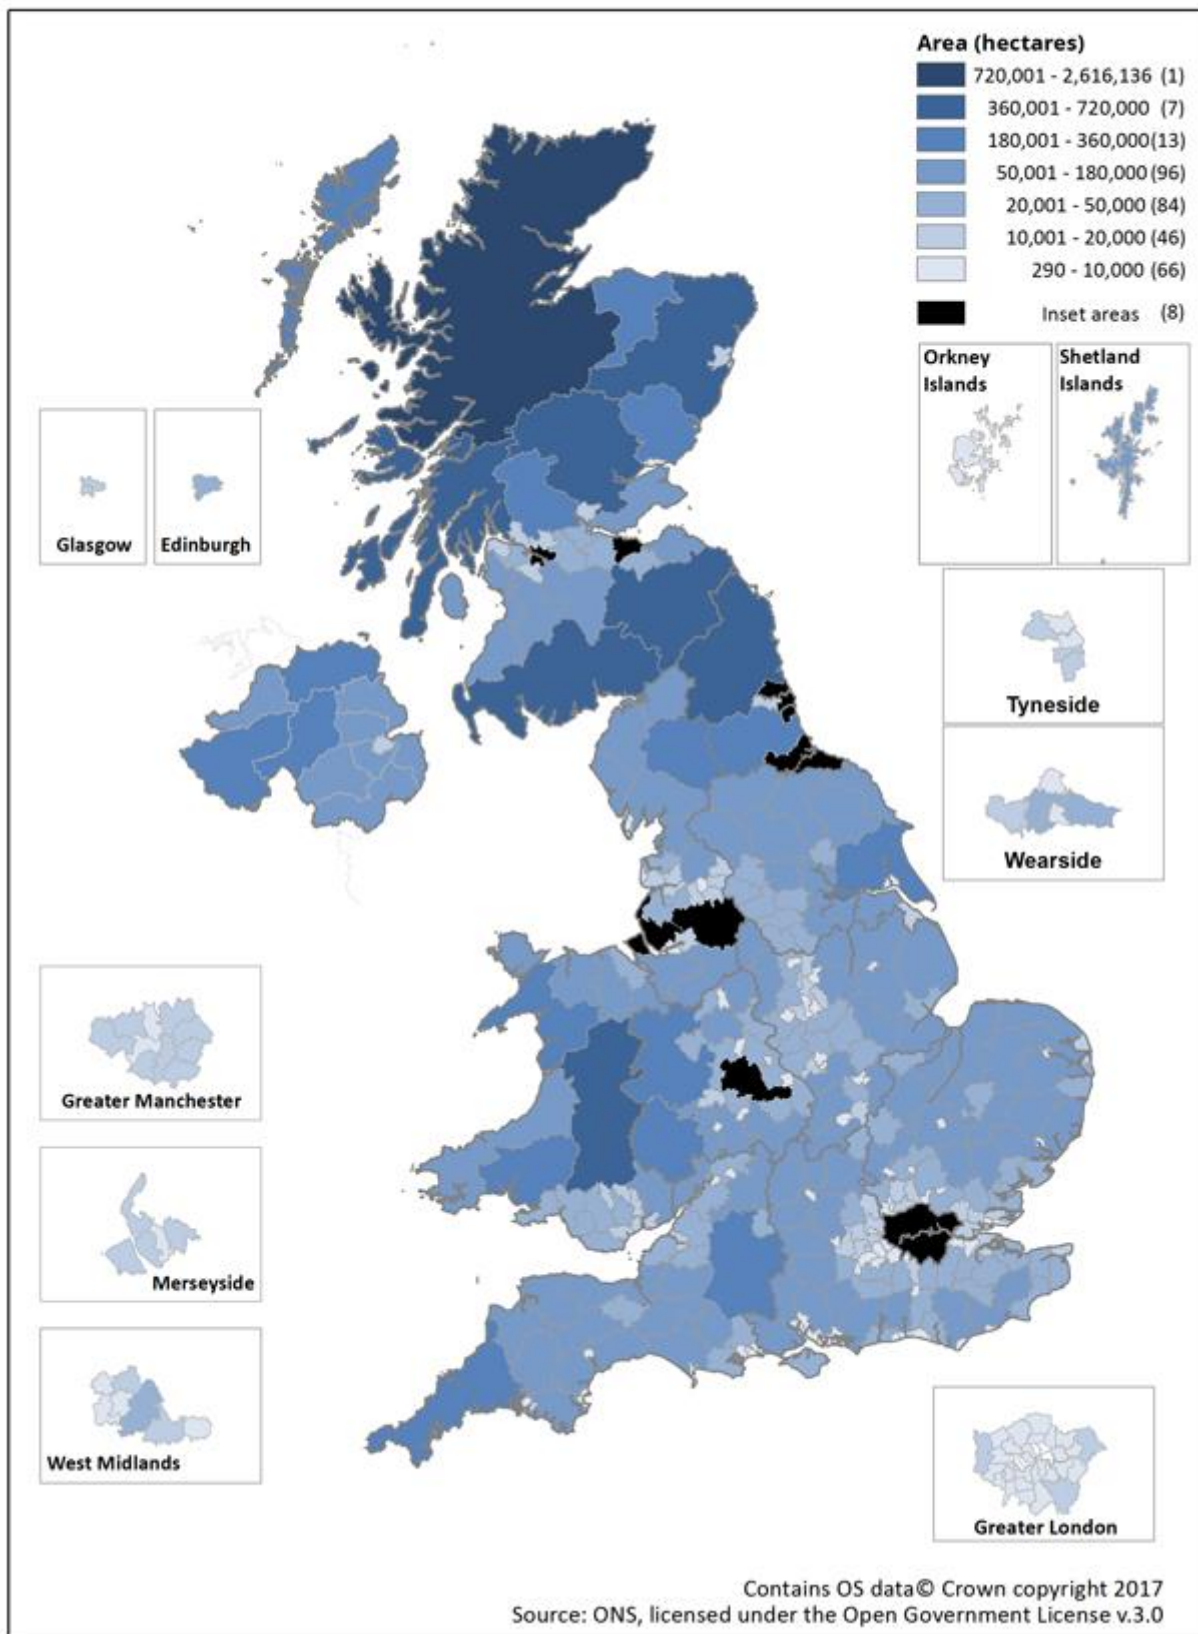 Area (hectares)
720,001 - 2,616,136 (1)
360,001 - 720,000 (7)
180,001 - 360,000(13)
50,001 - 180,000(96)
20,001 - 50,000 (84)
10,001 - 20,000 (46)
290 - 10,000 (66)
Inset areas (8)
Orkney
Islands
Shetland
Islands
Glasgow
Edinburgh
Tyneside
Wearside
Greater Manchester
Merseyside
West Midlands
Greater London
Contains OS data© Crown copyright 2017
Source: ONS, licensed under the Open Government License v.3.0